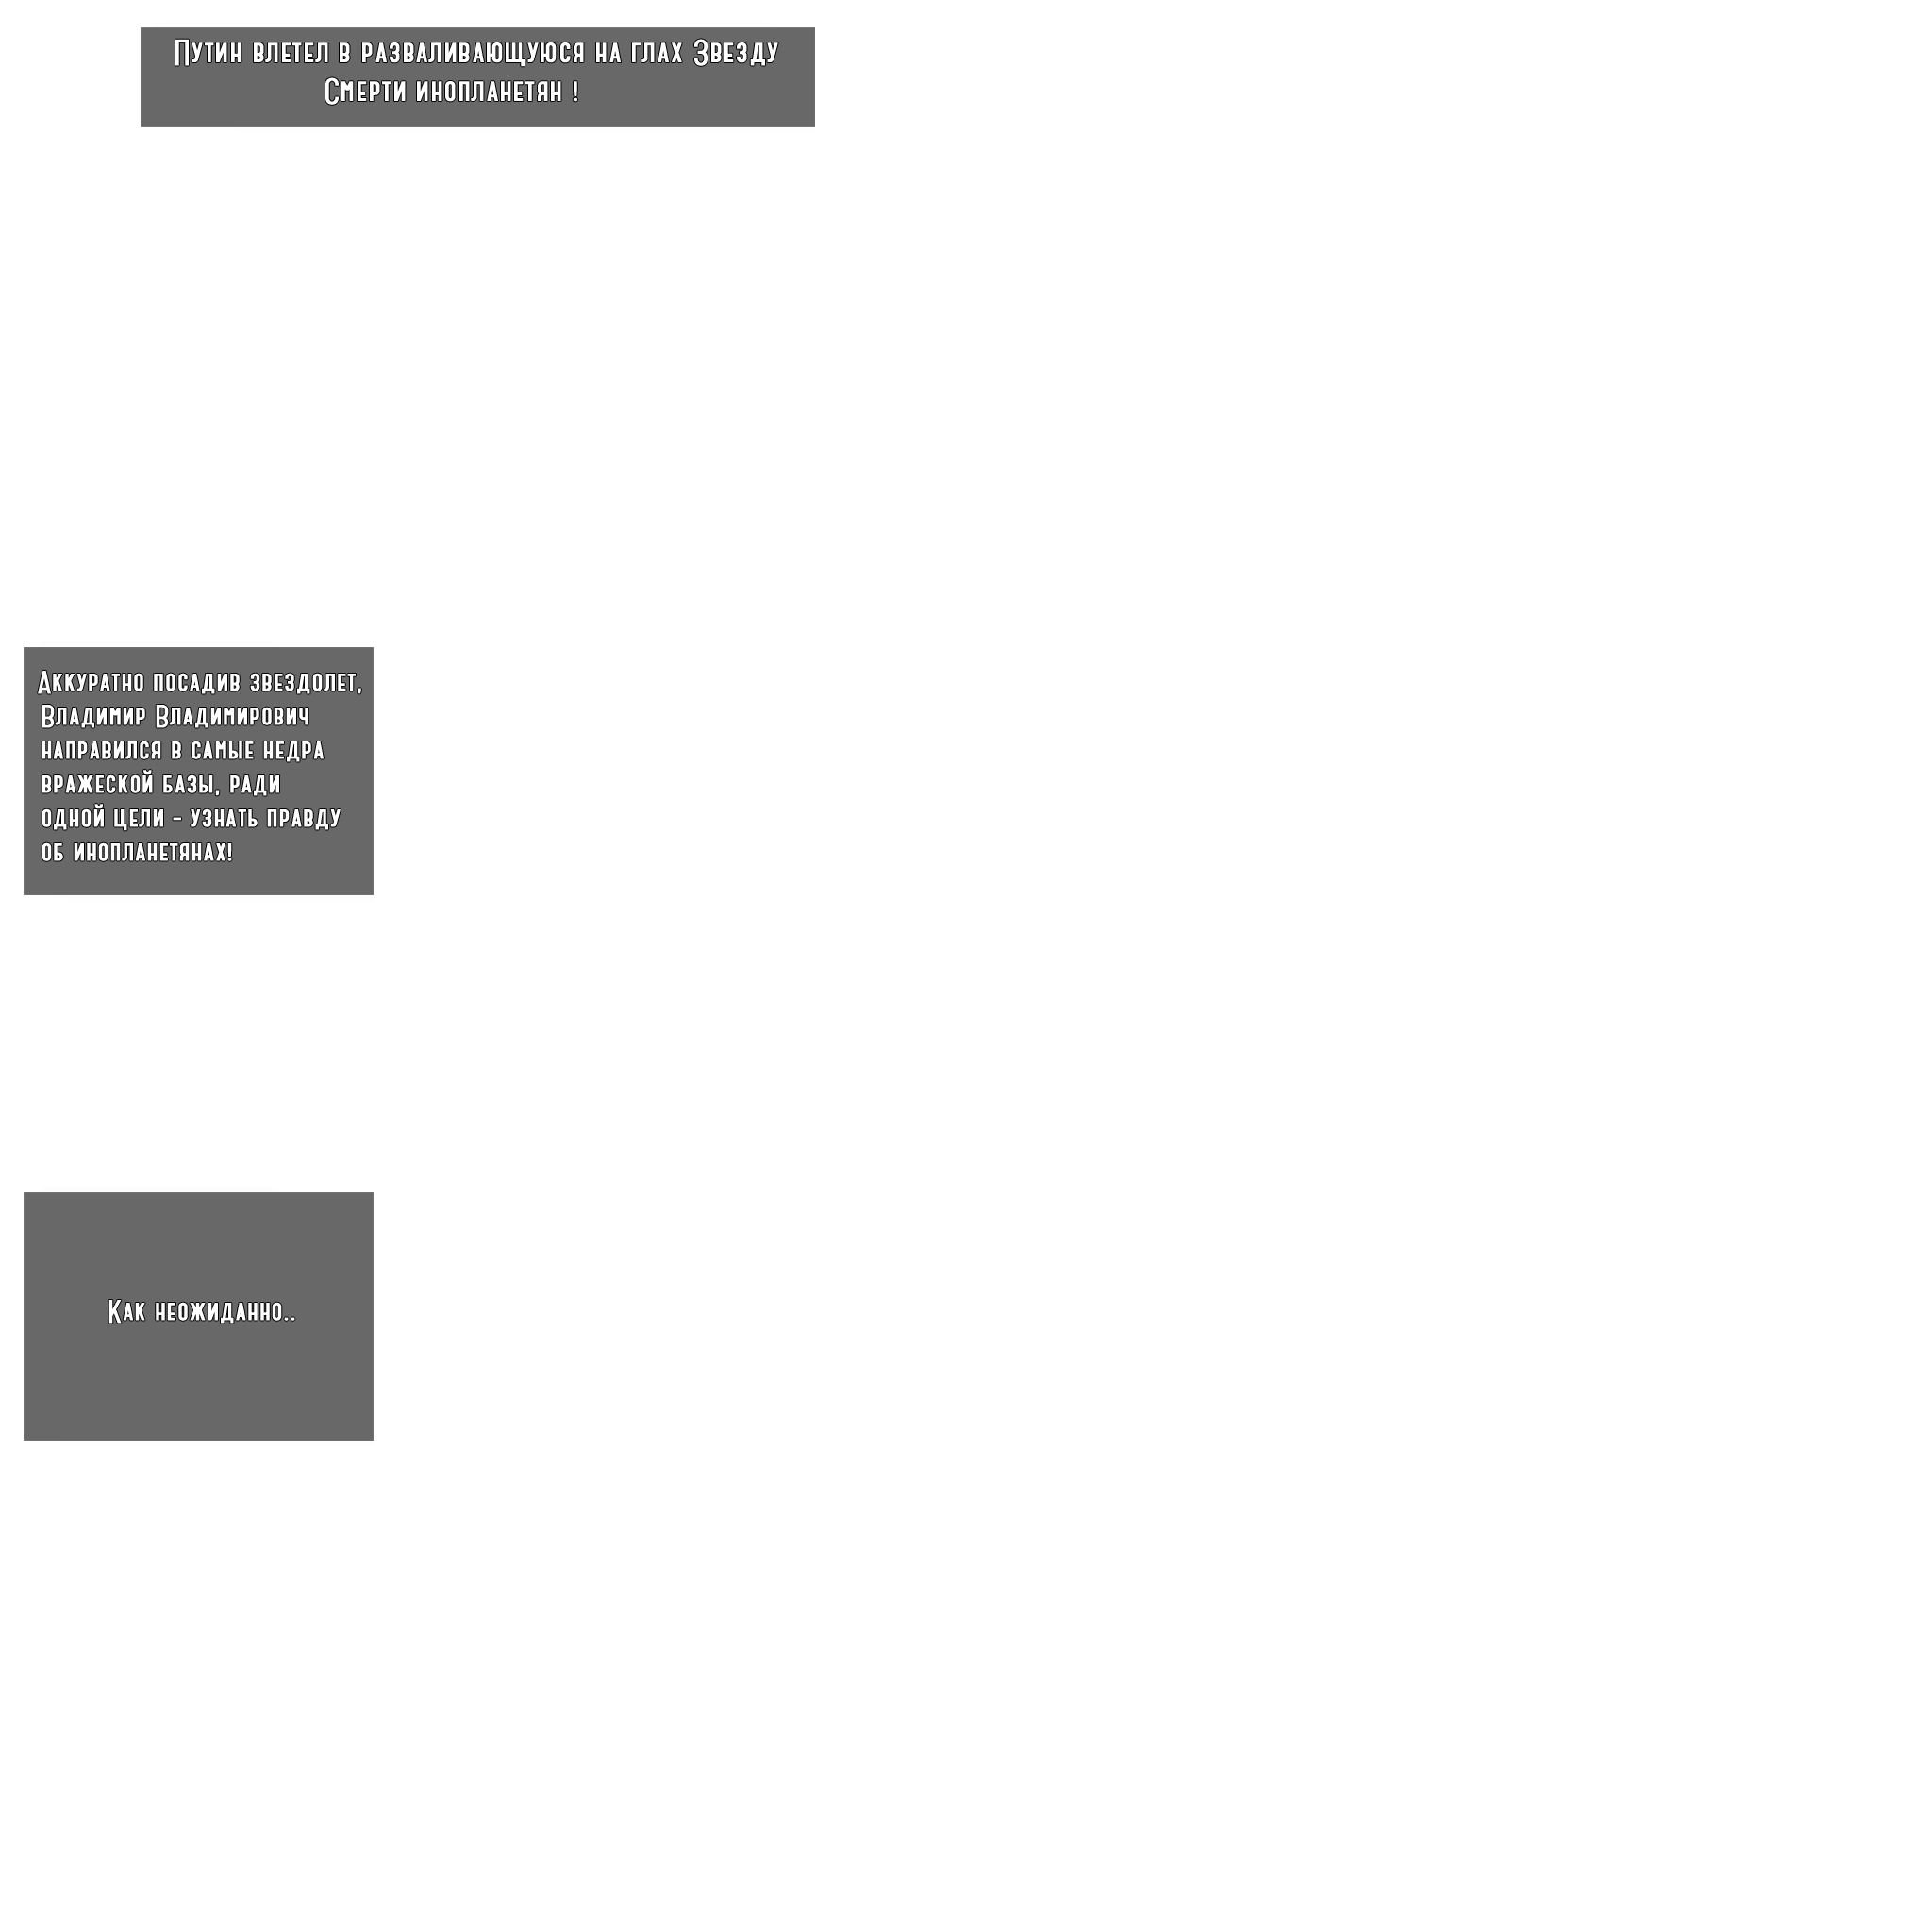 Путин влетел в разваливающуюся на глах Звезду
Смерти инопланетян !
Аккуратно посадив звездолет,
Владимир Владимирович
направился в самые недра
вражеской базы, ради
одной цели - узнать правду
об инопланетянах!
Как неожиданно..